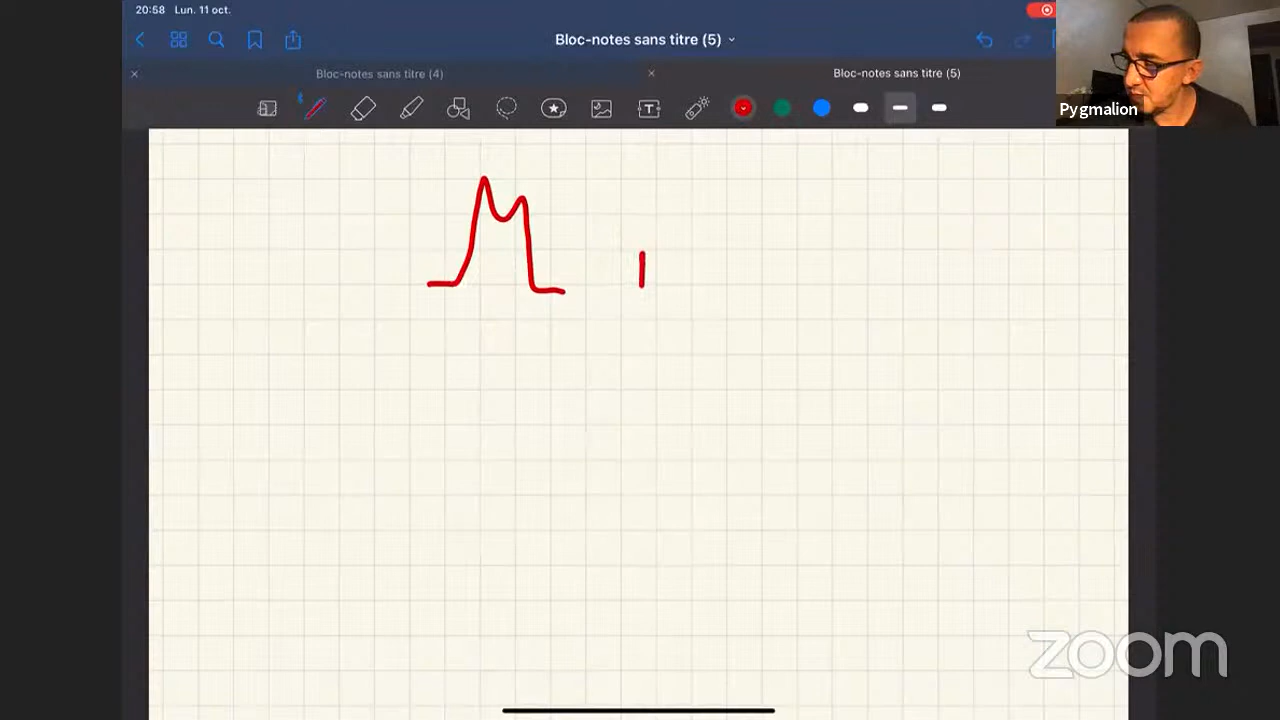 20:58 Lun. 11 oct.
Bloc-notes sans titre (5)
Bloc-notes sans titre (4)
Bloc-notes sans titre (5)
T
Pygmalion
zoom